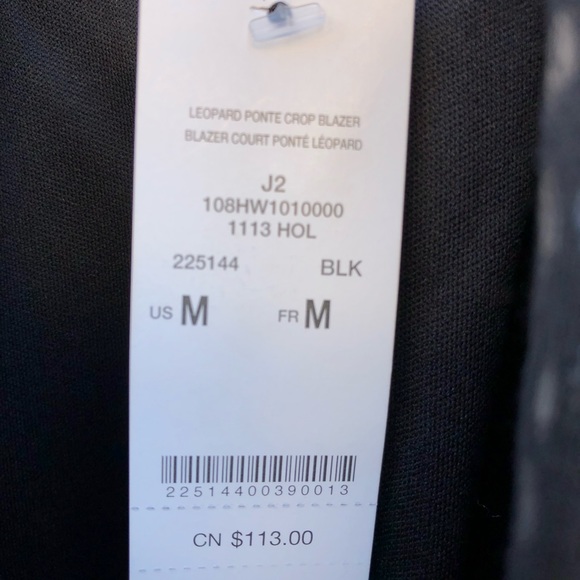 LEOPARD PONTE CROP BLAZER
BLAZER COURT PONTÉ LÉOPARD
J2
108HW1010000
1113 HOL
225144 BLK
US M FR M
22514400390013
CN $113.00